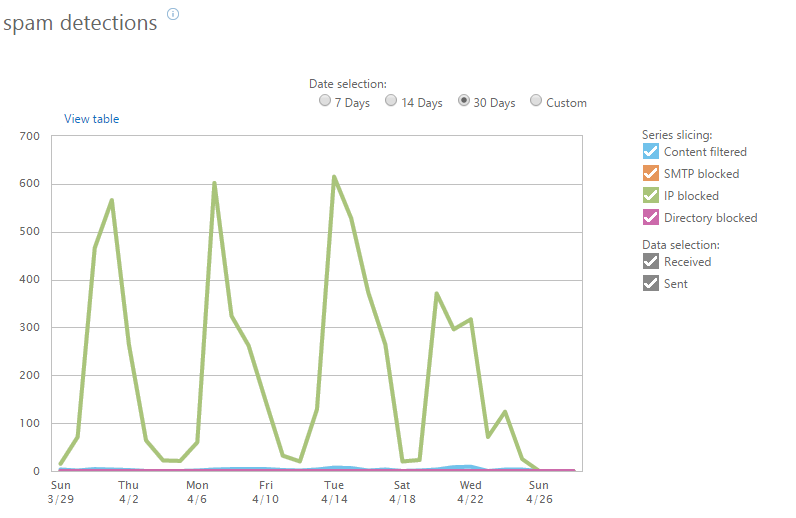 spam detections
Date selection:
7 Days 14 Days 30 Days Custom
View table
700
600
500
400
300
200
100
0
Sun Thu Mon Fri Tue Sat Wed Sun
3/29 4/2 4/6 4/10 4/14 4/18 4/22 4/26
Series slicing:
Content filtered
SMTP blocked
IP blocked
Directory blocked
Data selection:
Received
Sent